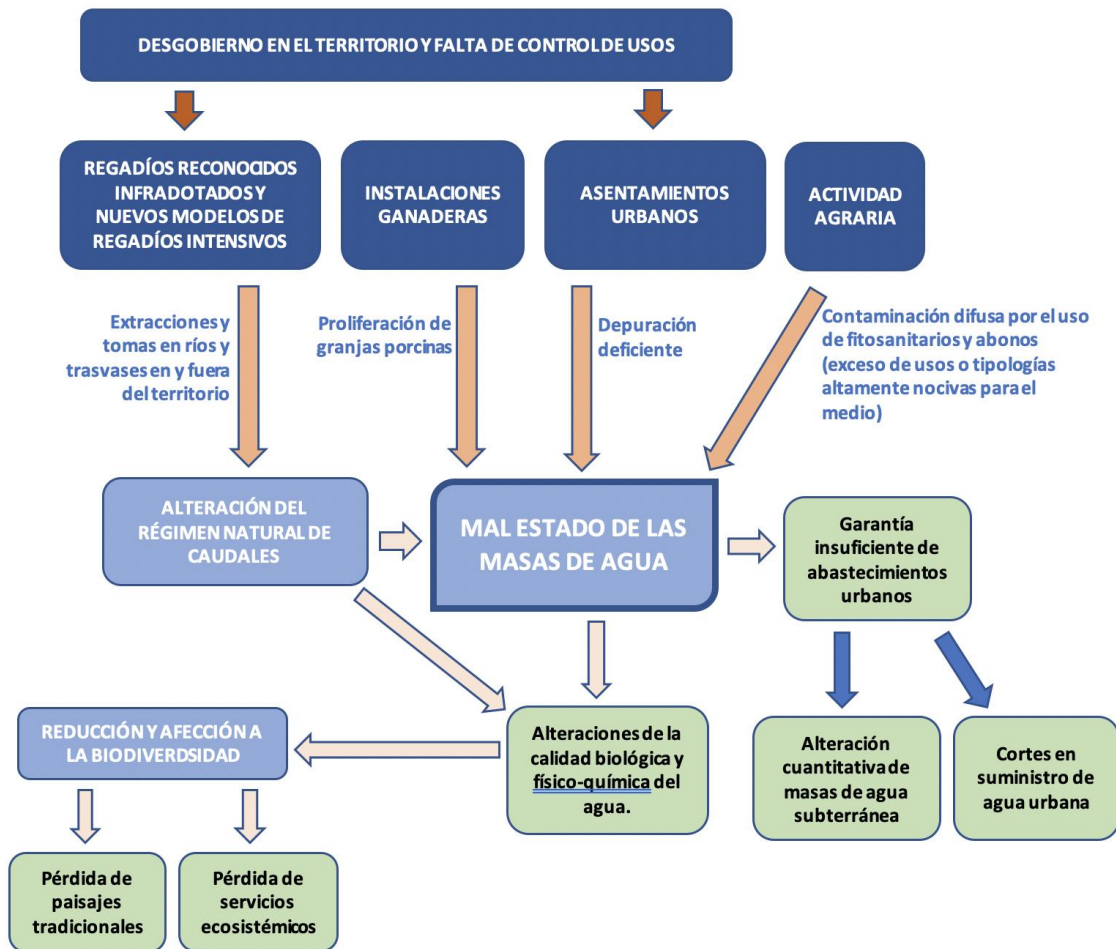 DESGOBIERNO EN EL TERRITORIO Y FALTA DE CONTROL DE USOS
REGADÍOS RECONOCIDOS
INFRADOTADOS Y
NUEVOS MODELOS DE
REGADÍOS INTENSIVOS
INSTALACIONES
GANADERAS
ASENTAMIENTOS
URBANOS
ACTIVIDAD
AGRARIA
Extracciones y
tomas en ríos y
trasvases en y fuera
del territorio
Proliferación de
granjas porcinas
Depuración
deficiente
Contaminación difusa por el uso
de fitosanitarios y abonos
(exceso de usos o tipologías
altamente nocivas para el
medio)
ALTERACIÓN DEL
RÉGIMEN NATURAL DE
CAUDALES
MAL ESTADO DE LAS
MASAS DE AGUA
Garantía
insuficiente de
abastecimientos
urbanos
REDUCCIÓN Y AFECCIÓN A
LA BIODIVERDSIDAD
Alteraciones de la
calidad biológica y
físico-química del
agua.
Alteración
cuantitativa de
masas de agua
subterránea
Cortes en
suministro de
agua urbana
Pérdida de
paisajes
tradicionales
Pérdida de
servicios
ecosistémicos